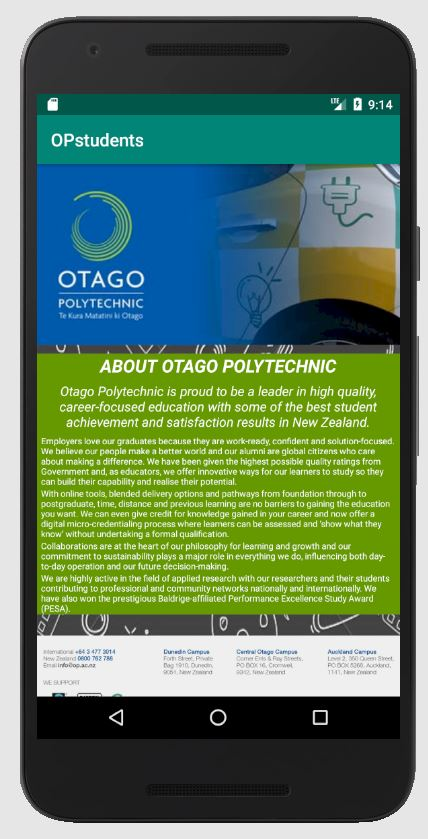 LTE 9:14
OPstudents
OTAGO
POLYTECHNIC
Te Kura Matatini ki Otago
ABOUT OTAGO POLYTECHNIC
Otago Polytechnic is proud to be a leader in high quality,
career-focused education with some of the best student
achievement and satisfaction results in New Zealand.
Employers love our graduates because they are work-ready, confident and solution-focused.
We believe our people make a better world and our alumni are global citizens who care
about making a difference. We have been given the highest possible quality ratings from
Government and, as educators, we offer innovative ways for our learners to study so they
can build their capability and realise their potential.
With online tools, blended delivery options and pathways from foundation through to
postgraduate, time, distance and previous learning are no barriers to gaining the education
you want. We can even give credit for knowledge gained in your career and now offer a
digital micro-credentialing process where learners can be assessed and 'show what they
know' without undertaking a formal qualification.
Collaborations are at the heart of our philosophy for learning and growth and our
commitment to sustainability plays a major role in everything we do, influencing both day-
to-day operation and our future decision-making.
We are highly active in the field of applied research with our researchers and their students
contributing to professional and community networks nationally and internationally. We
have also won the prestigious Baldrige-affiliated Performance Excellence Study Award
(PESA).
International +64 3 477 3014
New Zealand 0800 762 786
Email info@op.ac.nz
Dunedin Campus
Forth Street, Private
Bag 1910, Dunedin,
9054, New Zealand
Central Otago Campus
Corner Erris & Ray Streets,
PO BOX 16, Cromwell,
9342, New Zealand
Auckland Campus
Level 2, 350 Queen Street,
PO BOX 5268, Auckland,
1141, New Zealand
WE SUPPORT